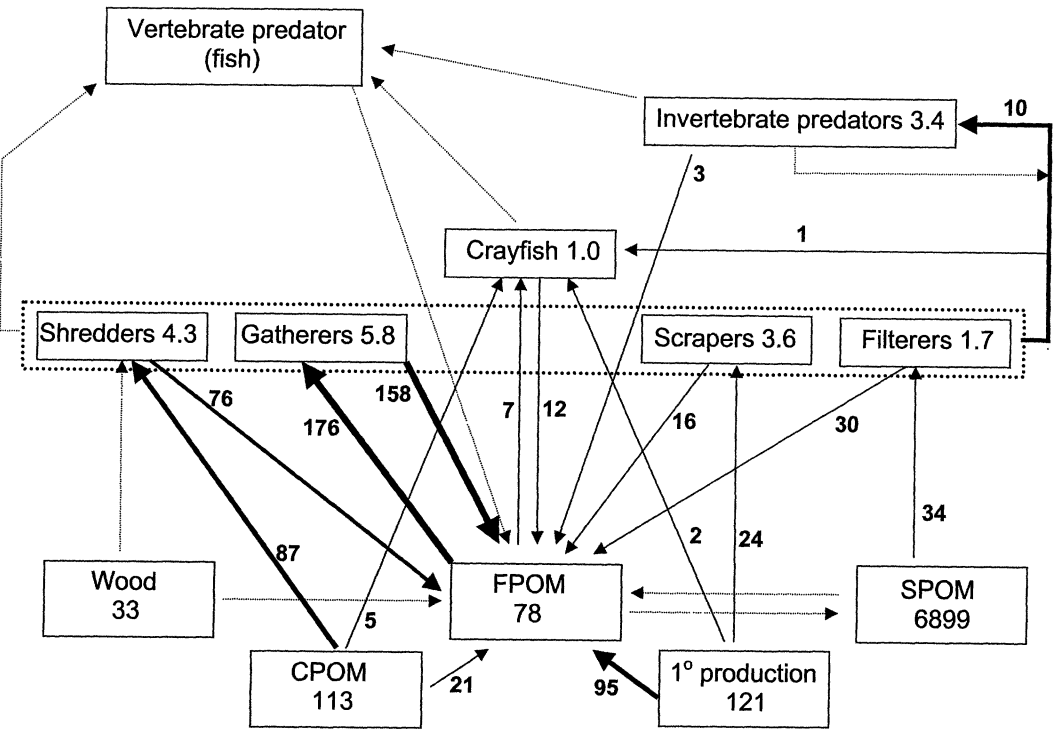 Vertebrate predator
(fish)
Invertebrate predators 3.4
10
3
Crayfish 1.0
1
Shredders 4.3
Gatherers 5.8
Scrapers 3.6
Filterers 1.7
76
176
158
7
12
16
30
87
5
2
24
34
Wood
33
FPOM
78
SPOM
6899
CPOM
113
21
95
1º production
121